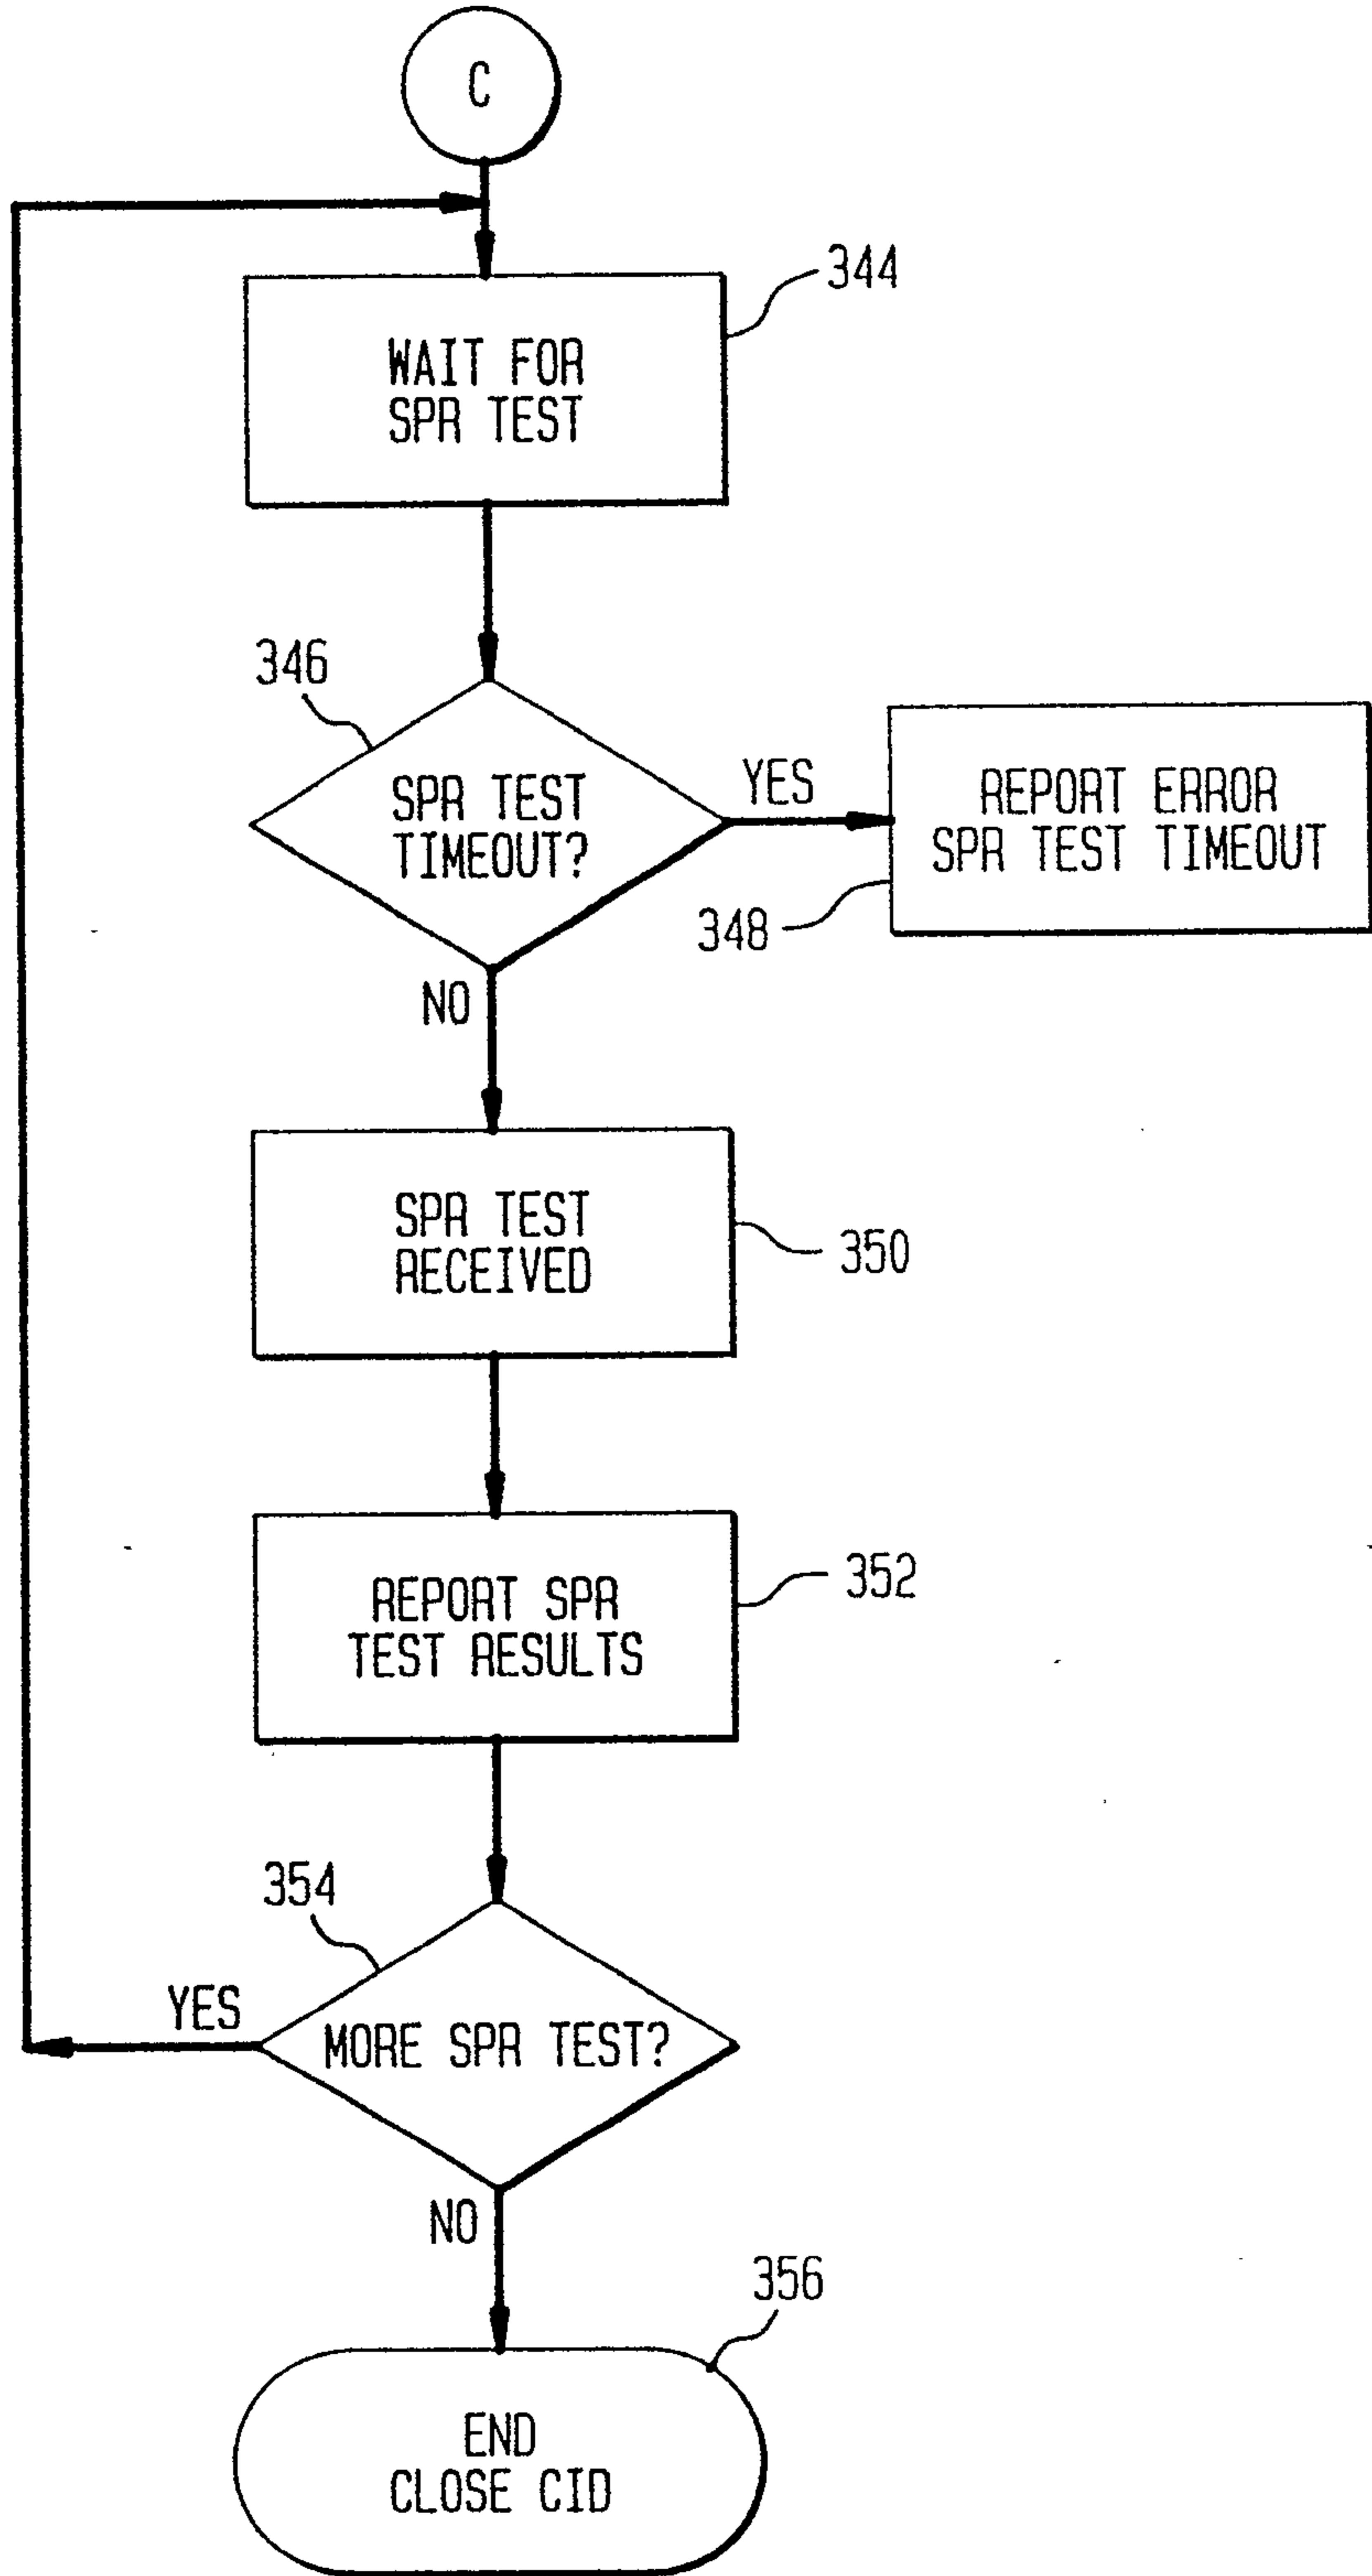 C
344
WAIT FOR
SPR TEST
346
SPR TEST
TIMEOUT?
YES
REPORT ERROR
SPR TEST TIMEOUT
348
NO
SPR TEST
RECEIVED
350
REPORT SPR
TEST RESULTS
352
354
YES
MORE SPR TEST?
NO
356
END
CLOSE CID